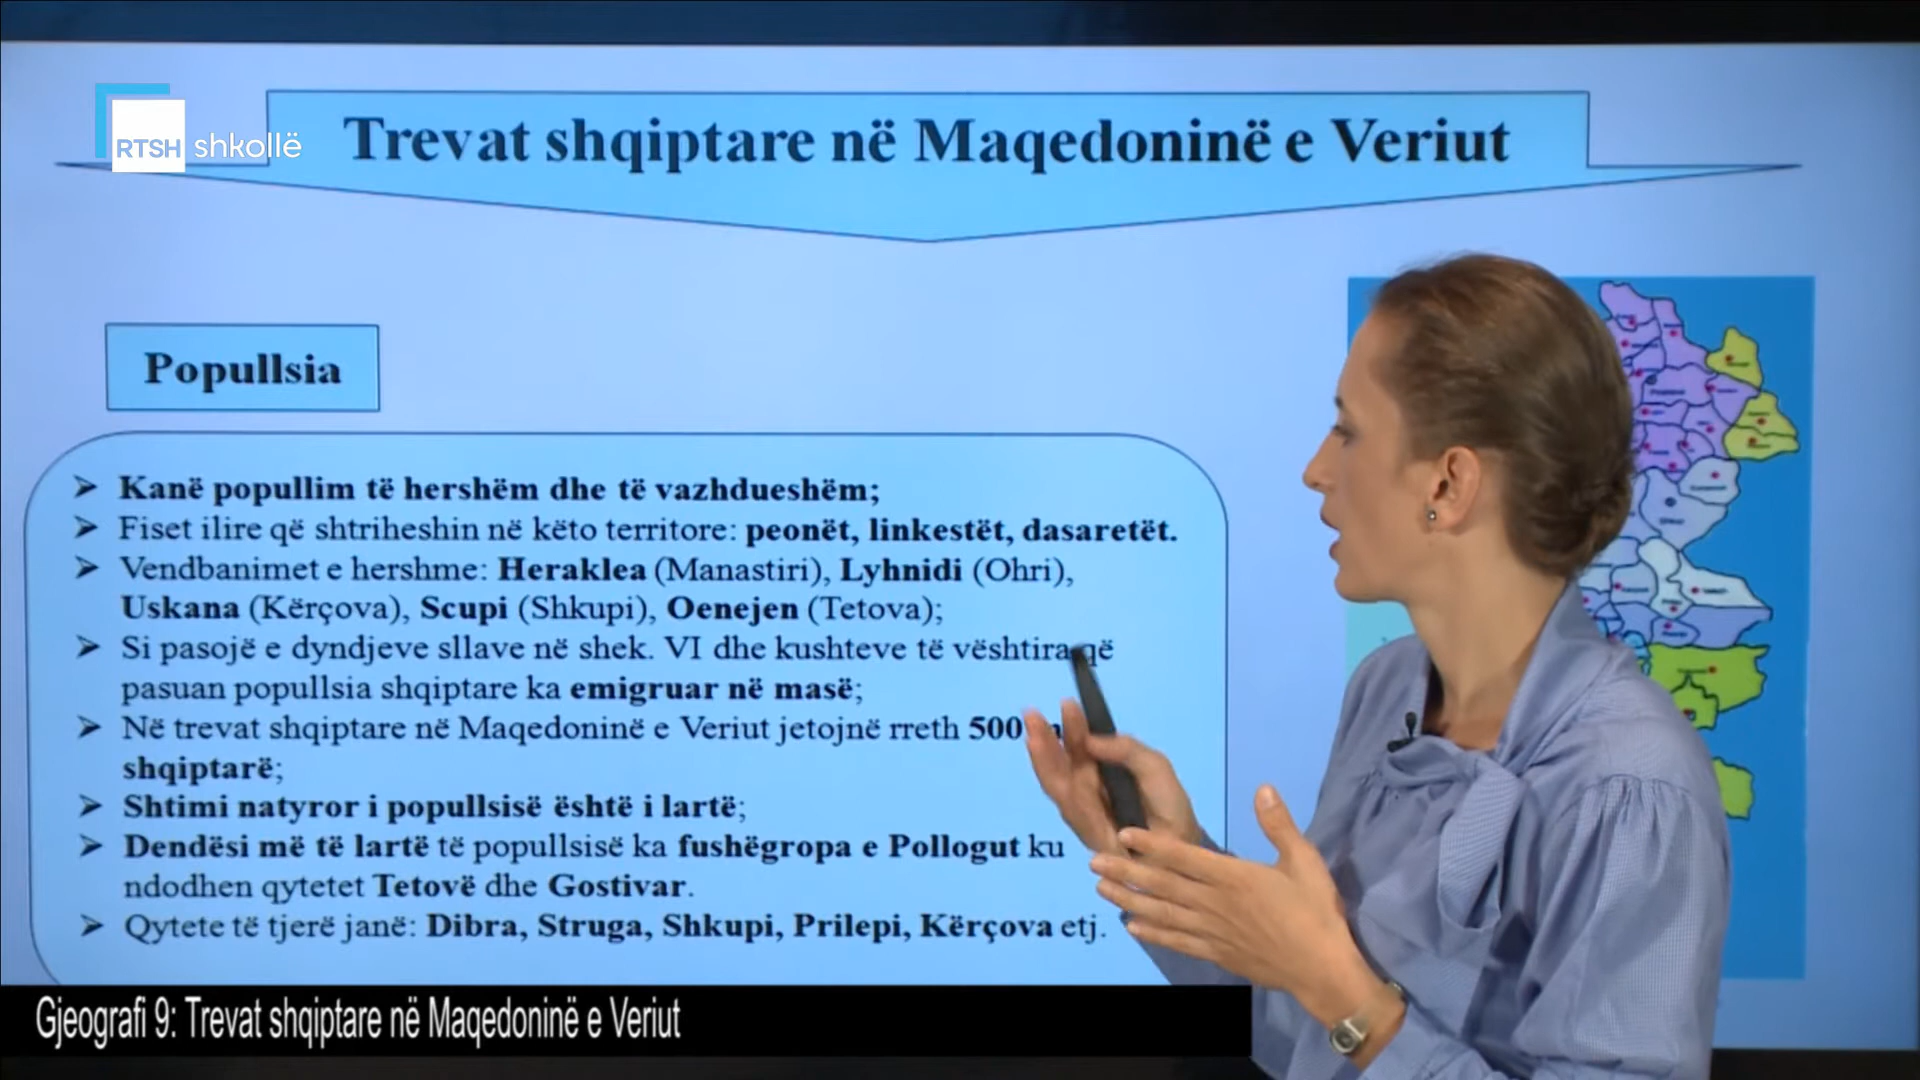 RTSH shkollë
Trevat shqiptare në Maqedoninë e Veriut
Popullsia
Kanë popullim të hershëm dhe të vazhdueshëm;
Fiset ilire që shtriheshin në këto territore: peonët, linkestët, dasaretët.
Vendbanimet e hershme: Heraklea (Manastiri), Lyhnidi (Ohri),
Uskana (Kërçova), Scupi (Shkupi), Oenejen (Tetova);
Si pasojë e dyndjeve sllave në shek. VI dhe kushteve të vështira që
pasuan popullsia shqiptare ka emigruar në masë;
Në trevat shqiptare në Maqedoninë e Veriut jetojnë rreth 500
shqiptarë;
Shtimi natyror i popullsisë është i lartë;
Dendësi më të lartë të popullsisë ka fushëgropa e Pollogut ku
ndodhen qytetet Tetovë dhe Gostivar.
Qytete të tjerë janë: Dibra, Struga, Shkupi, Prilepi, Kërçova etj.
Gjeografi 9: Trevat shqiptare në Maqedoninë e Veriut